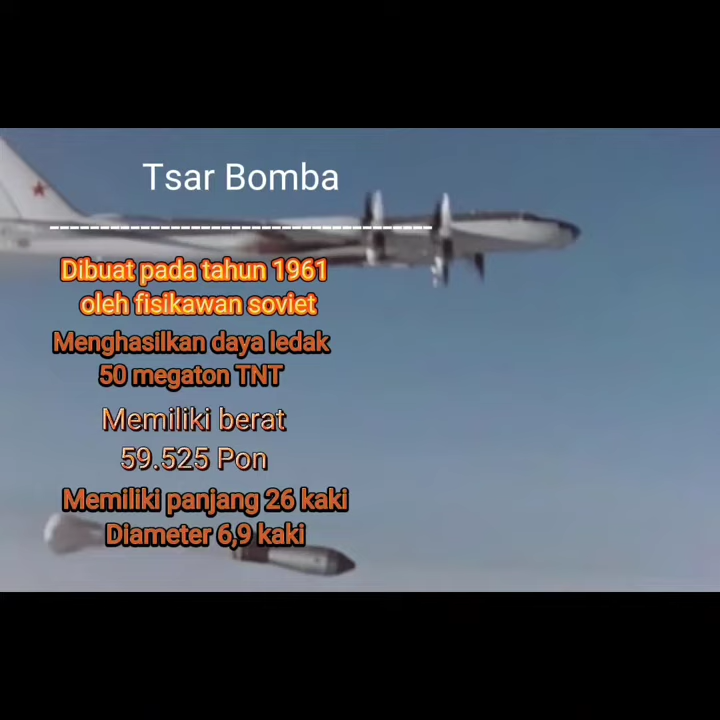 Tsar Bomba
---------------------------------------
Dibuat pada tahun 1961
oleh fisikawan soviet
Menghasilkan daya ledak
50 megaton TNT
Memiliki berat
59.525 Pon
Memiliki panjang 26 kaki
Diameter 6,9 kaki